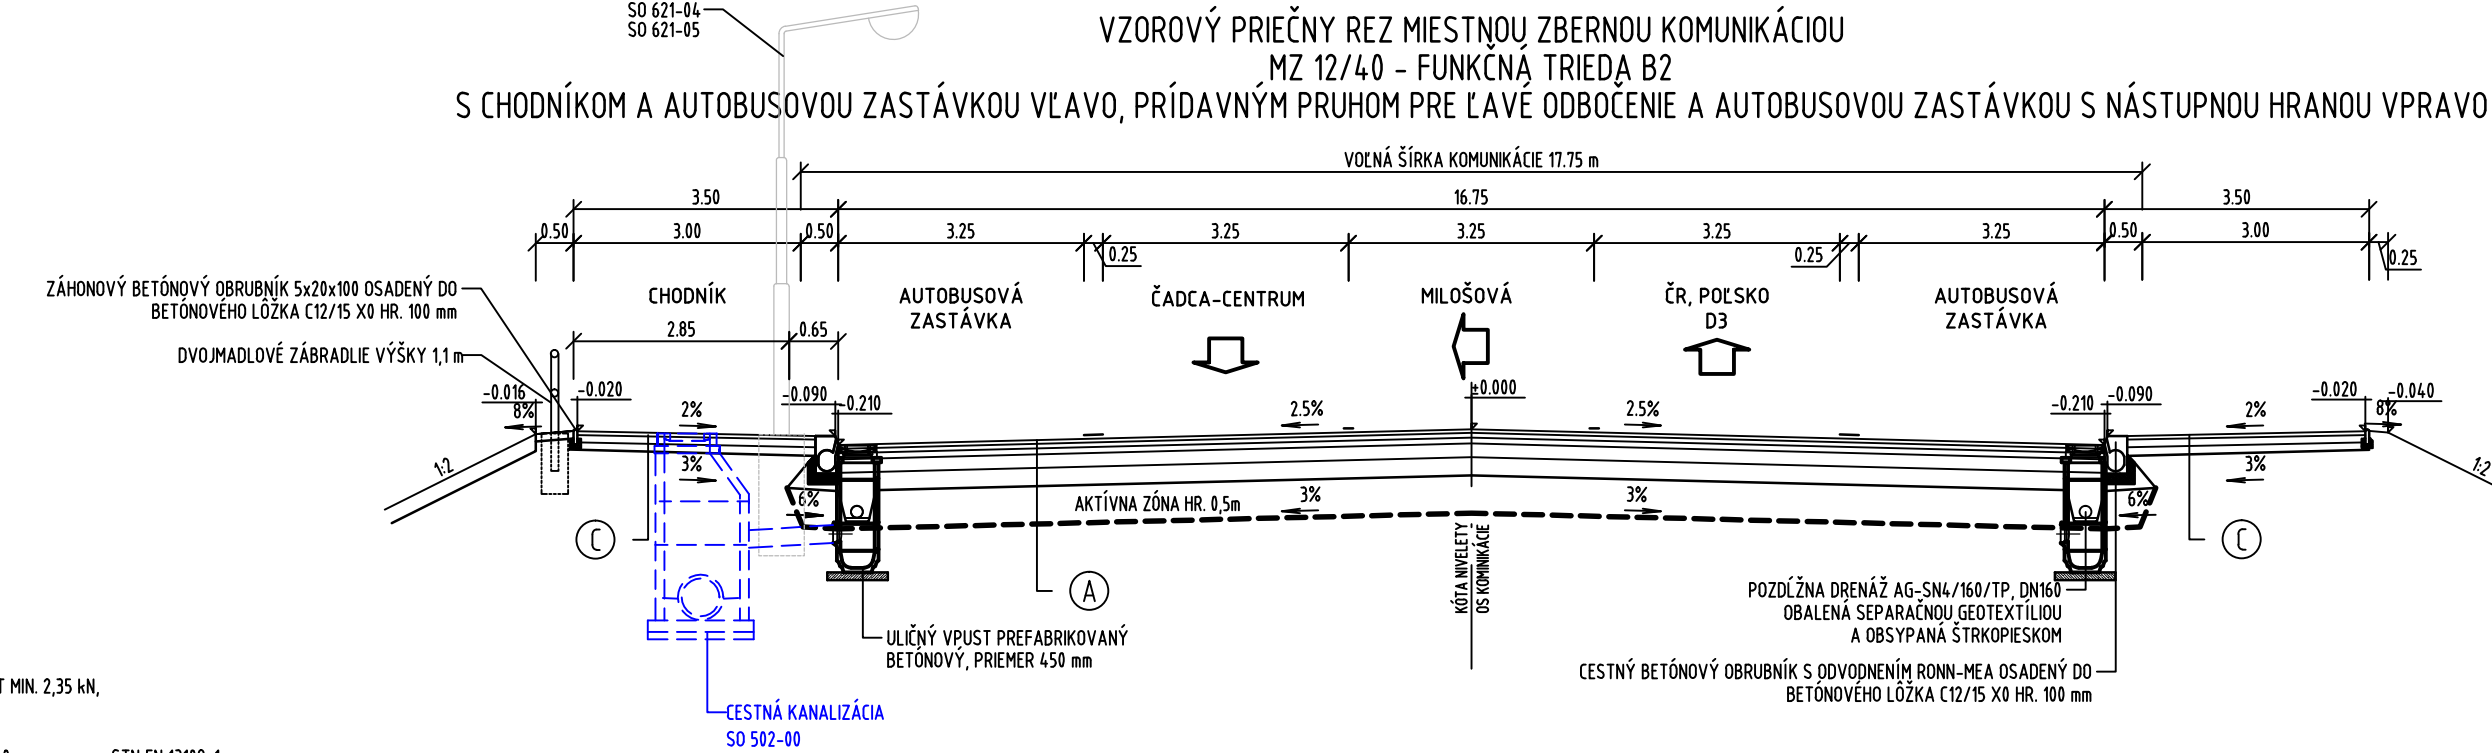 SO 621-04
SO 621-05
VZOROVÝ PRIEČNY REZ MIESTNOU ZBERNOU KOMUNIKÁCIOU
MZ 12/40 - FUNKČNÁ TRIEDA B2
S CHODNÍKOM A AUTOBUSOVOU ZASTÁVKOU VĽAVO, PRÍDAVNÝM PRUHOM PRE ĽAVÉ ODBOČENIE A AUTOBUSOVOU ZASTÁVKOU S NÁSTUPNOU HRANOU VPRAVO
VOĽNÁ ŠÍRKA KOMUNIKÁCIE 17.75 m
3.50 16.75 3.50
0.50 3.00 0.50 3.25 3.25 3.25 3.25 3.25 0.50 3.00
0.25 0.25 0.25
ZÁHONOVÝ BETÓNOVÝ OBRUBNÍK 5x20x100 OSADENÝ DO
BETÓNOVÉHO LÔŽKA C12/15 X0 HR. 100 mm
CHODNÍK
AUTOBUSOVÁ
ZASTÁVKA
ČADCA-CENTRUM
MILOŠOVÁ
ČR, POĽSKO
D3
AUTOBUSOVÁ
ZASTÁVKA
2.85 0.65
DVOJMADLOVÉ ZÁBRADLIE VÝŠKY 1,1 m
-0.016 -0.020 -0.090 -0.210 ±0.000 -0.210 -0.090 -0.020 -0.040
8% 2% 2.5% 2.5% 2% 8%
1:2 3% 3% 1:2
6% AKTÍVNA ZÓNA HR. 0,5m 3% 3% 6%
C
A
C
KÓTA NIVELETY
OS KOMINIKÁCIE
POZDĹŽNA DRENÁŽ AG-SN4/160/TP, DN160
OBALENÁ SEPARAČNOU GEOTEXTÍLIOU
A OBSYPANÁ ŠTRKOPIESKOM
ULIČNÝ VPUST PREFABRIKOVANÝ
BETÓNOVÝ, PRIEMER 450 mm
CESTNÝ BETÓNOVÝ OBRUBNÍK S ODVODNENÍM RONN-MEA OSADENÝ DO
BETÓNOVÉHO LÔŽKA C12/15 X0 HR. 100 mm
T MIN. 2,35 kN,
CESTNÁ KANALIZÁCIA
SO 502-00